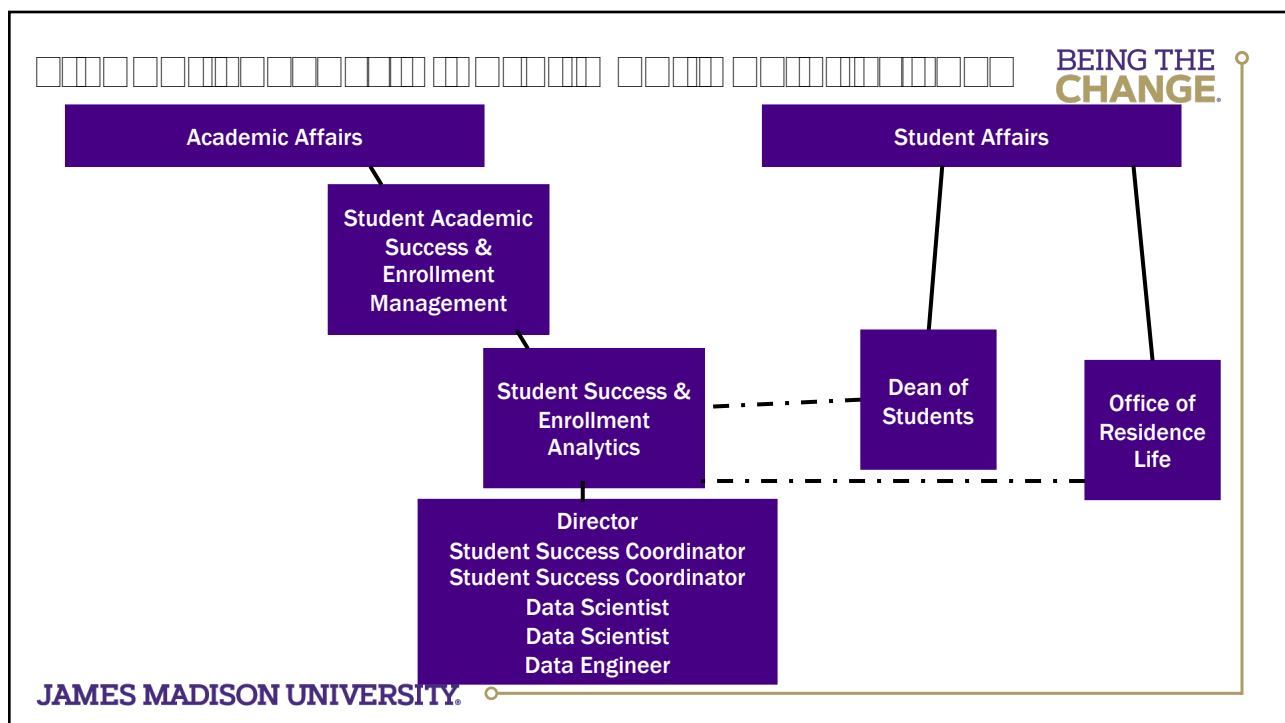 BEING THE
CHANGE.
Academic Affairs
Student Affairs
Student Academic
Success &
Enrollment
Management
Student Success &
Enrollment
Analytics
Dean of
Students
Office of
Residence
Life
Director
Student Success Coordinator
Student Success Coordinator
Data Scientist
Data Scientist
Data Engineer
JAMES MADISON UNIVERSITY®